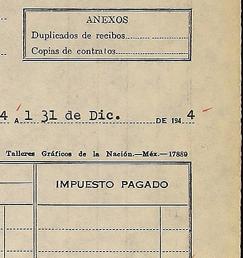 ANEXOS
Duplicados de recibos
Copias de contratos
4 A 1 31 de Dic. DE 194 4
Talleres Gráficos de la Nación.—Méx.—17889
IMPUESTO PAGADO